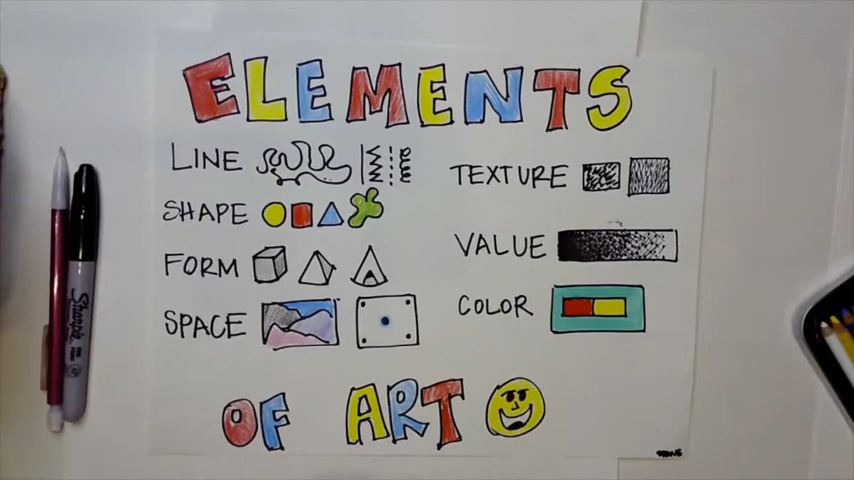 ELEMENTS
LINE
SHAPE
FORM
SPACE
TEXTURE
VALUE
COLOR
OF ART
Sharpie